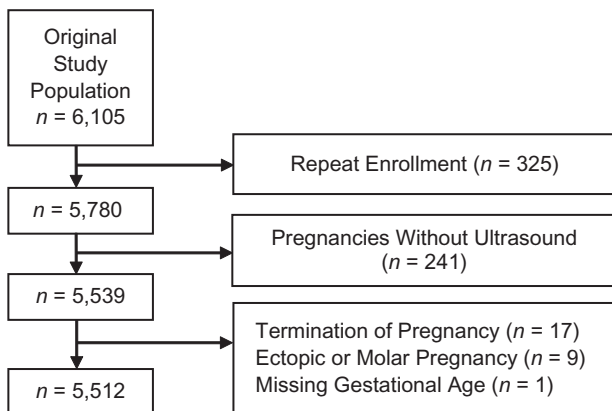 Original
Study
Population
n = 6,105
Repeat Enrollment (n = 325)
n = 5,780
Pregnancies Without Ultrasound
(n = 241)
n = 5,539
Termination of Pregnancy (n = 17)
Ectopic or Molar Pregnancy (n = 9)
Missing Gestational Age (n = 1)
n = 5,512